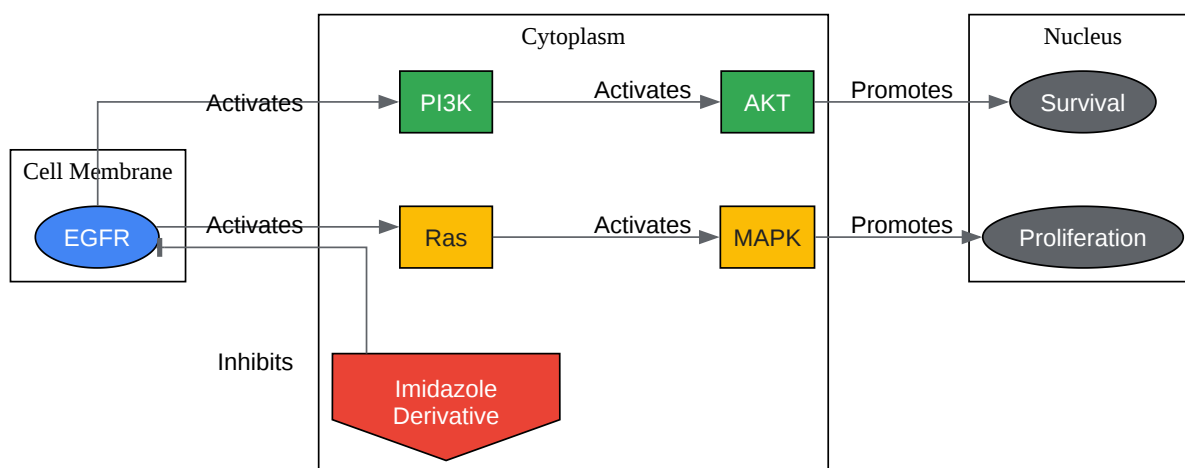 Cytoplasm
Nucleus
Activates
PI3K
Activates
AKT
Promotes
Survival
Cell Membrane
EGFR
Activates
Ras
Activates
MAPK
Promotes
Proliferation
Inhibits
Imidazole
Derivative